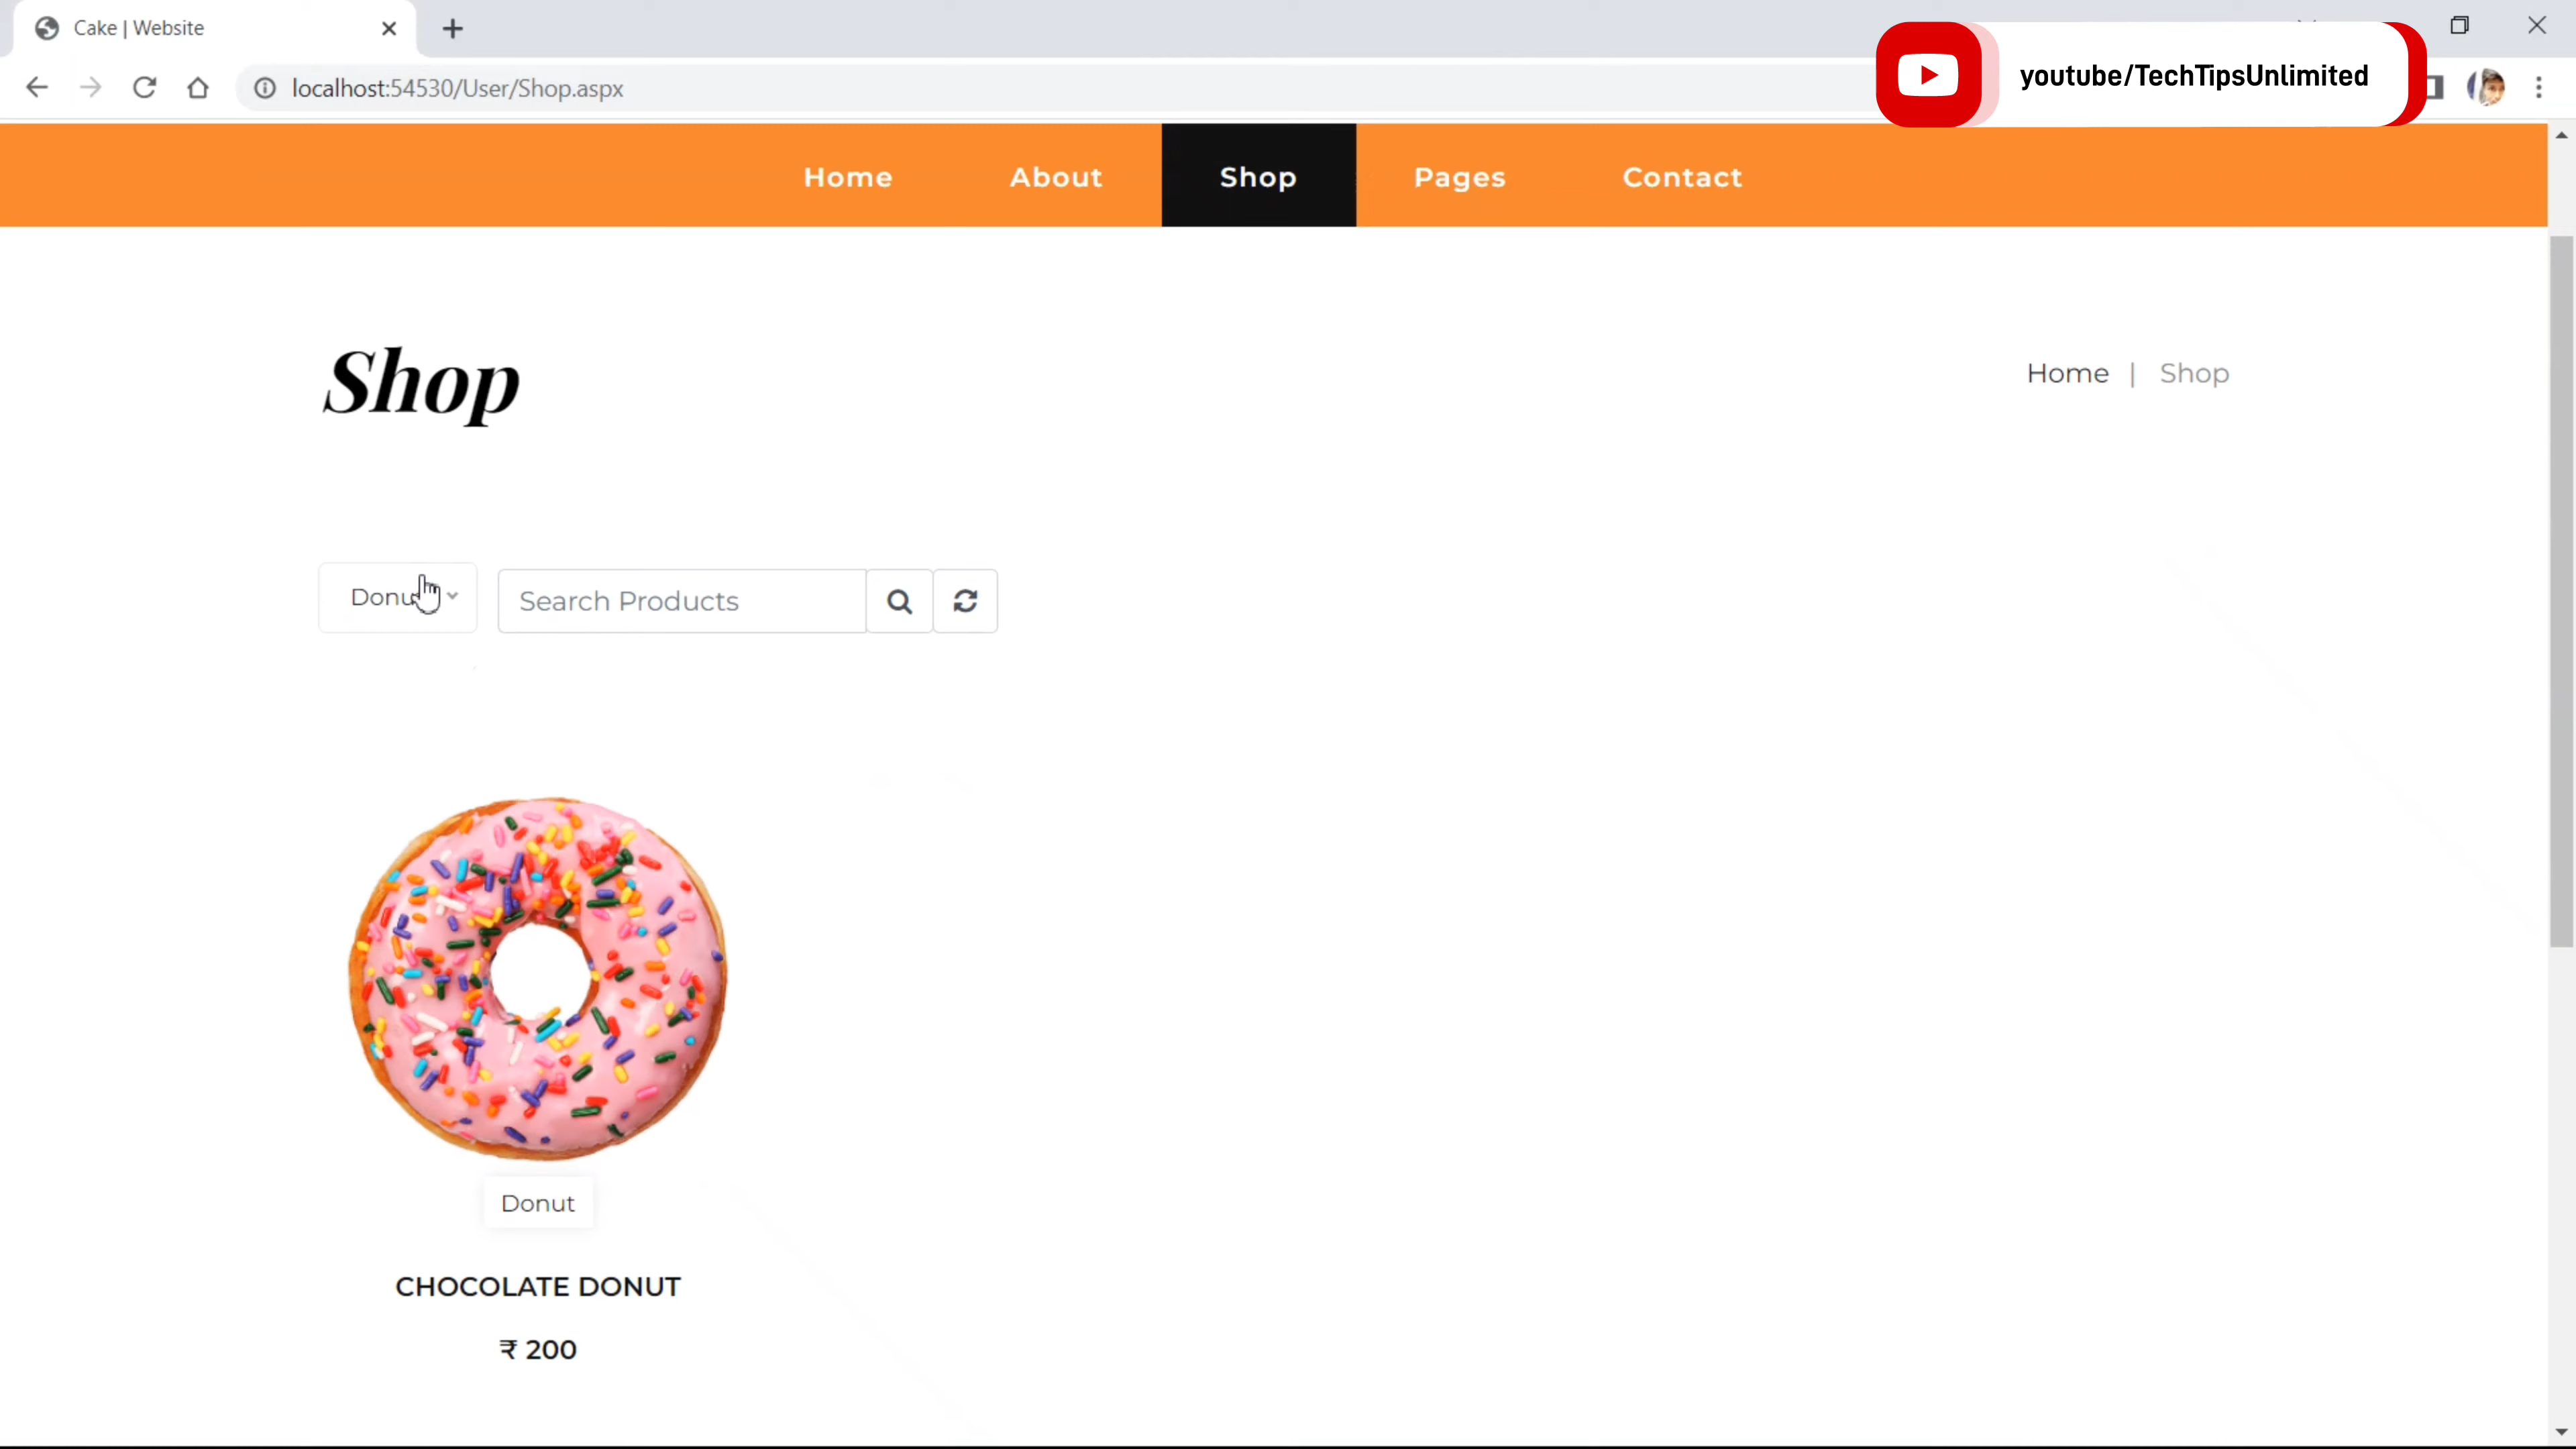 Cake | Website
youtube/TechTipsUnlimited
localhost:54530/User/Shop.aspx
Home
About
Shop
Pages
Contact
Shop
Home | Shop
Search Products
Donut
CHOCOLATE DONUT
₹ 200